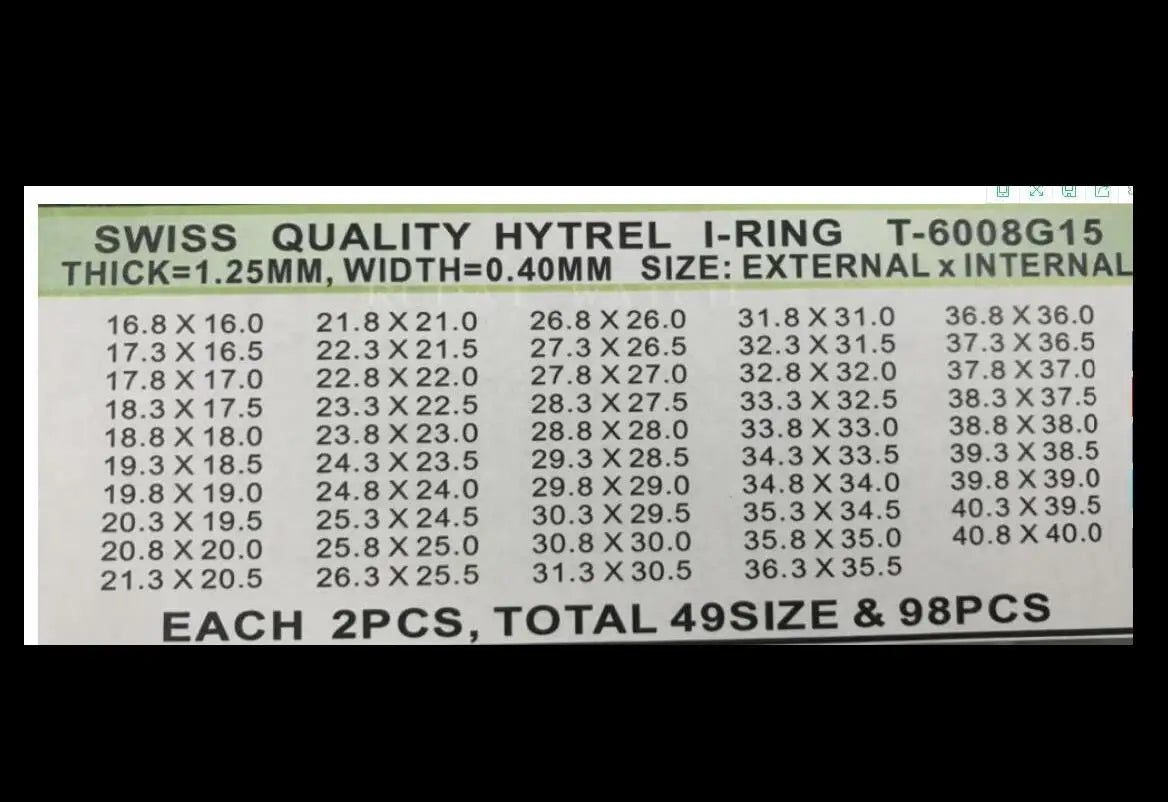 SWISS QUALITY HYTREL I-RING T-6008G15
THICK=1.25MM, WIDTH=0.40MM SIZE: EXTERNAL x INTERNAL
16.8 X 16.0 21.8 X 21.0 26.8 X 26.0 31.8 X 31.0 36.8 X 36.0
17.3 X 16.5 22.3 X 21.5 27.3 X 26.5 32.3 X 31.5 37.3 X 36.5
17.8 X 17.0 22.8 X 22.0 27.8 X 27.0 32.8 X 32.0 37.8 X 37.0
18.3 X 17.5 23.3 X 22.5 28.3 X 27.5 33.3 X 32.5 38.3 X 37.5
18.8 X 18.0 23.8 X 23.0 28.8 X 28.0 33.8 X 33.0 38.8 X 38.0
19.3 X 18.5 24.3 X 23.5 29.3 X 28.5 34.3 X 33.5 39.3 X 38.5
19.8 X 19.0 24.8 X 24.0 29.8 X 29.0 34.8 X 34.0 39.8 X 39.0
20.3 X 19.5 25.3 X 24.5 30.3 X 29.5 35.3 X 34.5 40.3 X 39.5
20.8 X 20.0 25.8 X 25.0 30.8 X 30.0 35.8 X 35.0 40.8 X 40.0
21.3 X 20.5 26.3 X 25.5 31.3 X 30.5 36.3 X 35.5
EACH 2PCS, TOTAL 49SIZE & 98PCS